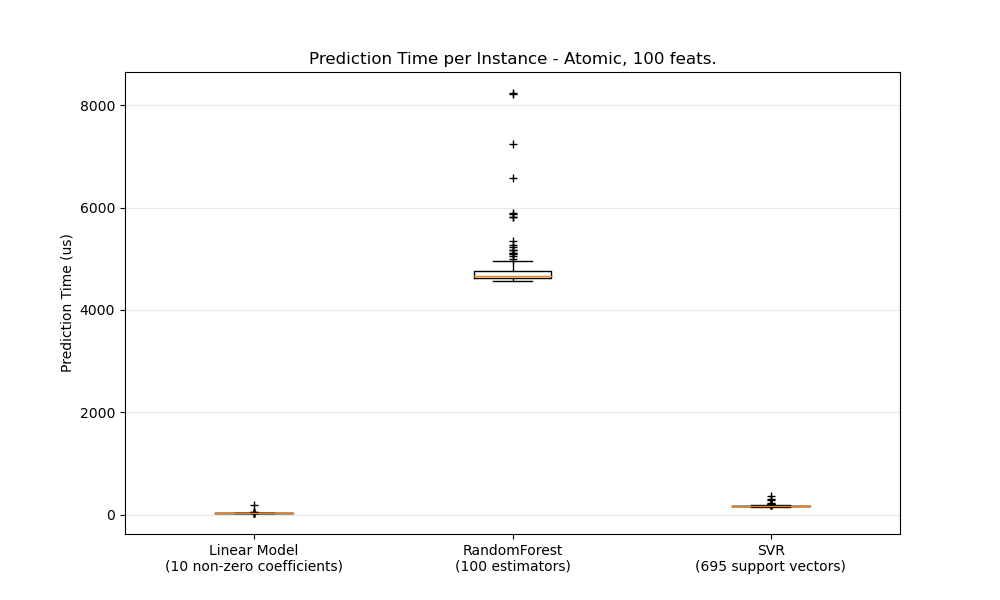 Prediction Time per Instance - Atomic, 100 feats.
Prediction Time (us)
8000
6000
4000
2000
0
Linear Model
(10 non-zero coefficients)
RandomForest
(100 estimators)
SVR
(695 support vectors)